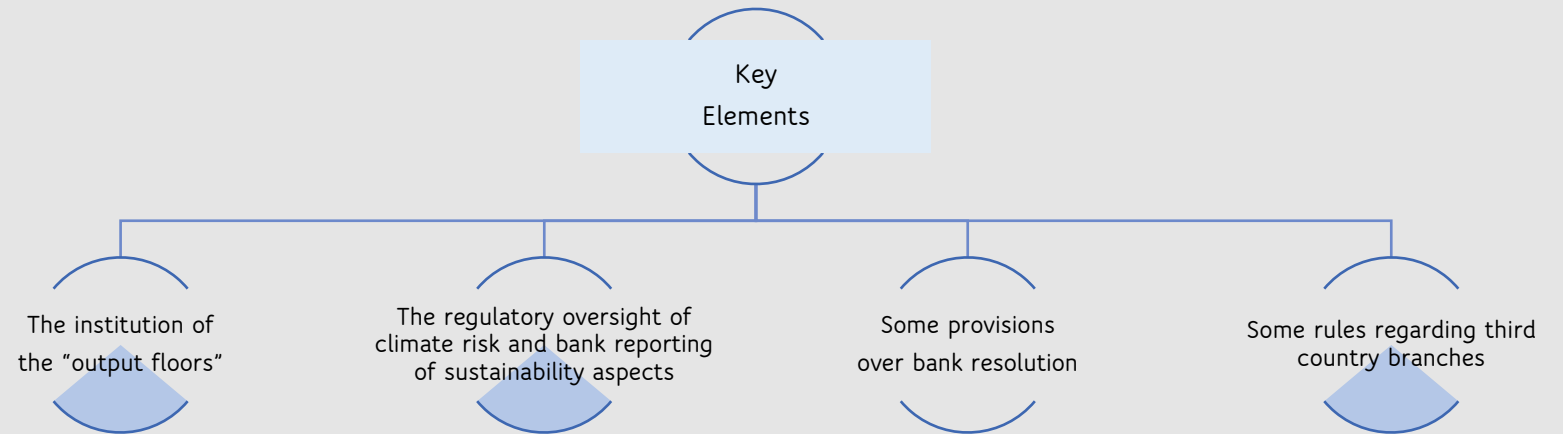 Key
Elements
The institution of
the “output floors”
The regulatory oversight of
climate risk and bank reporting
of sustainability aspects
Some provisions
over bank resolution
Some rules regarding third
country branches